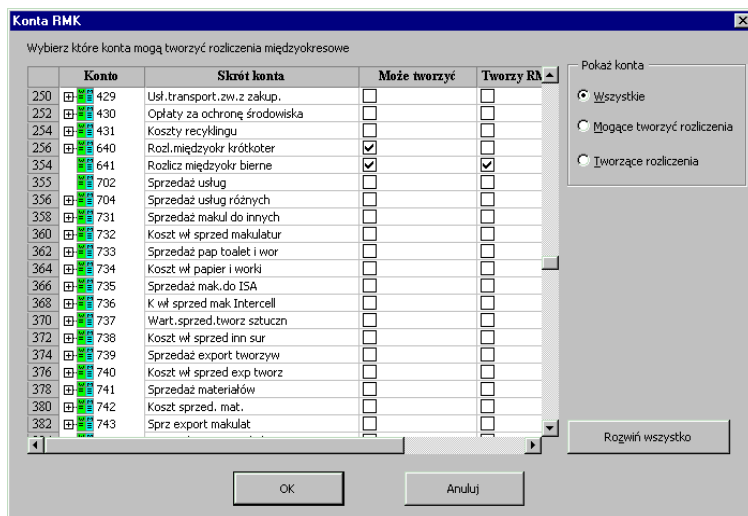 Konta RMK
Wybierz które konta mogą tworzyć rozliczenia międzyokresowe
Konto Skrót konta Może tworzyć Tworzy RM
250 429 Usł.transport.zw.z zakup.
252 430 Opłaty za ochronę środowiska
254 431 Koszty recyklingu
256 640 Rozl.międzyokr krótkoter
354 641 Rozlicz międzyokr bierne
355 702 Sprzedaż usług
356 704 Sprzedaż usług różnych
358 731 Sprzedaż makul do innych
360 732 Koszt wł sprzed makulatur
362 733 Sprzedaż pap toalet i wor
364 734 Koszt wł papier i worki
366 735 Sprzedaż mak.do ISA
368 736 K wł sprzed mak Intercell
370 737 Wart.sprzed.tworz sztuczn
372 738 Koszt wł sprzed inn sur
374 739 Sprzedaż export tworzyw
376 740 Koszt wł sprzed exp tworz
378 741 Sprzedaż materiałów
380 742 Koszt sprzed. mat.
382 743 Sprz export makulat
Pokaż konta
Wszystkie
Mogące tworzyć rozliczenia
Tworzące rozliczenia
Rozwiń wszystko
OK Anuluj